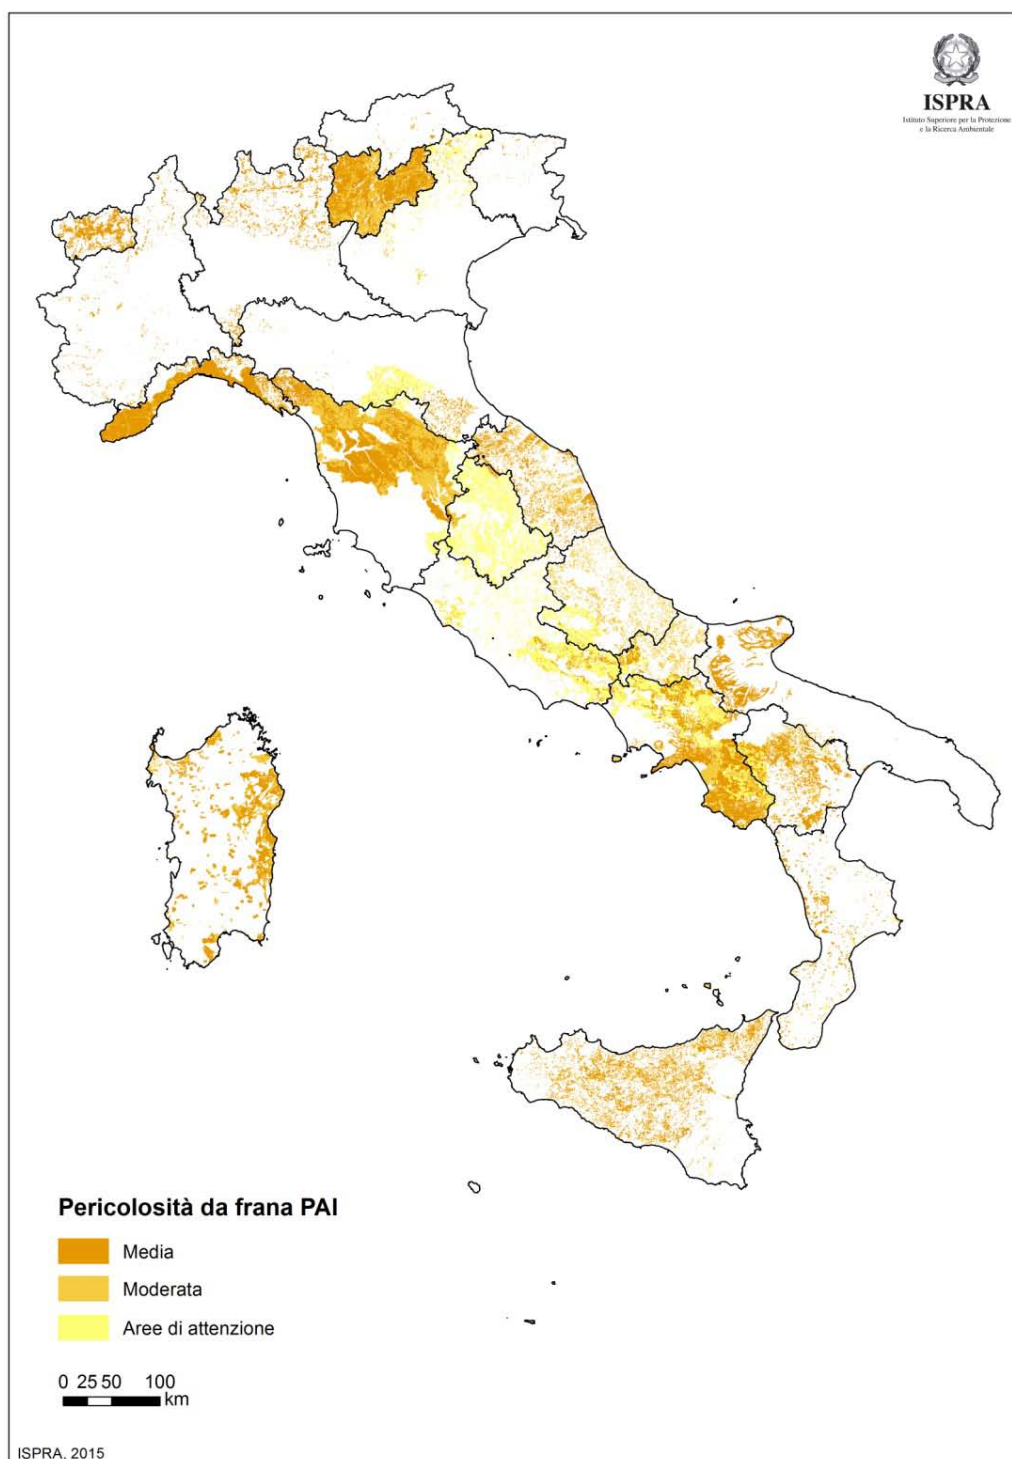 ISPRA
Istituto Superiore per la Protezione
e la Ricerca Ambientale
Pericolosità da frana PAI
Media
Moderata
Aree di attenzione
0 25 50 100
km
ISPRA, 2015